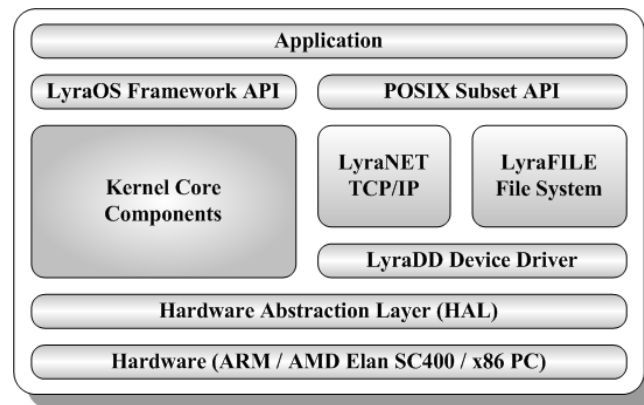 Application
LyraOS Framework API
POSIX Subset API
Kernel Core
Components
LyraNET
TCP/IP
LyraFILE
File System
LyraDD Device Driver
Hardware Abstraction Layer (HAL)
Hardware (ARM / AMD Elan SC400 / x86 PC)